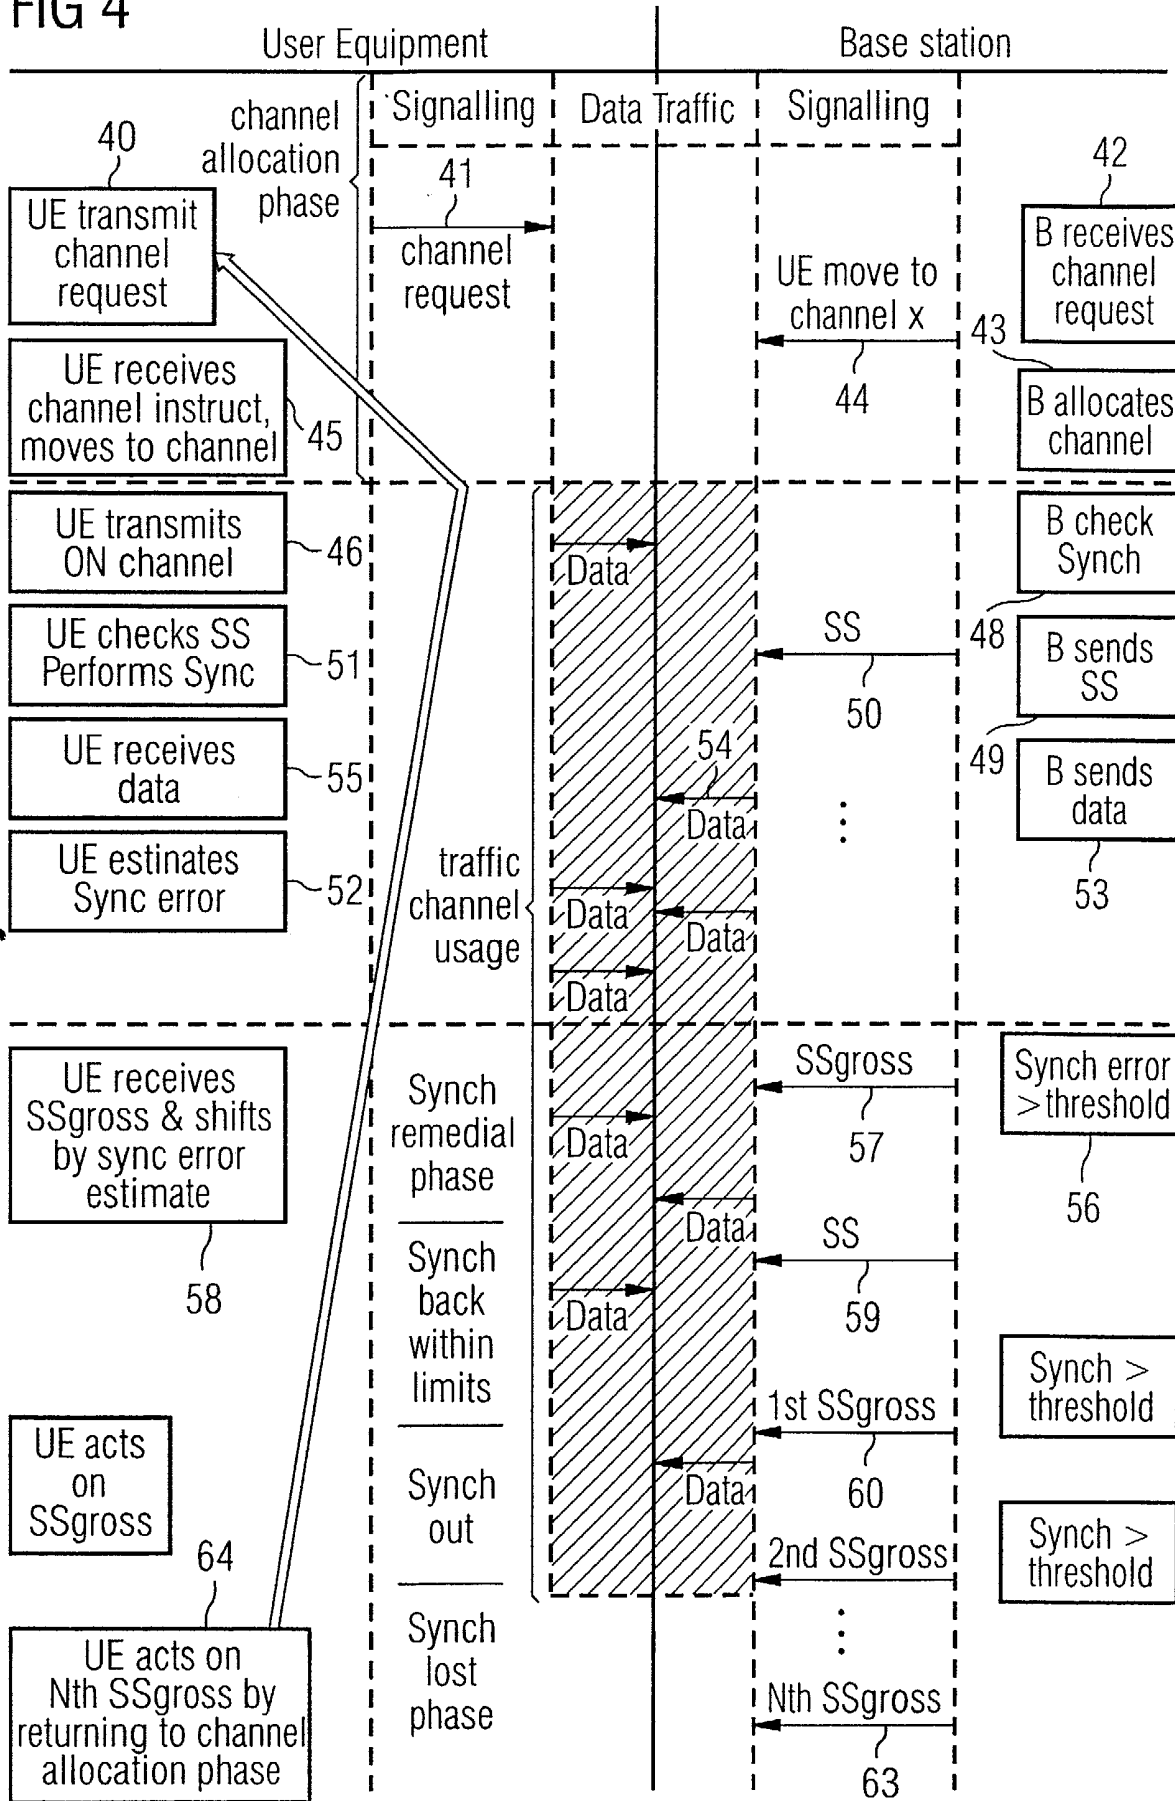 FIG 4
User Equipment
Base station
Signalling
Data Traffic
Signalling
channel
allocation
phase
40
UE transmit
channel
request
41
channel
request
42
B receives
channel
request
UE move to
channel x
44
43
B allocates
channel
UE receives
channel instruct,
moves to channel
45
UE transmits
ON channel
46
Data
B check
Synch
48
UE checks SS
Performs Sync
51
SS
50
B sends
SS
49
UE receives
data
55
54
Data
B sends
data
53
UE estinates
Sync error
52
traffic
channel
usage
Data
Data
Data
UE receives
SSgross & shifts
by sync error
estimate
58
Synch
remedial
phase
Data
SSgross
57
Synch error
>threshold
56
Data
SS
59
Synch
back
within
limits
Data
Synch >
threshold
1st SSgross
60
UE acts
on
SSgross
Synch
out
Data
2nd SSgross
Synch >
threshold
64
UE acts on
Nth SSgross by
returning to channel
allocation phase
Synch
lost
phase
Nth SSgross
63